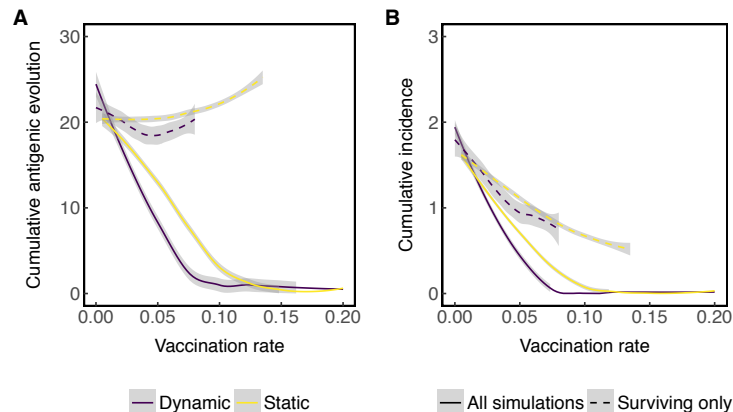 A
B
Cumulative antigenic evolution
30
20
10
0
0.00 0.05 0.10 0.15 0.20
Vaccination rate
Cumulative incidence
3
2
1
0
0.00 0.05 0.10 0.15 0.20
Vaccination rate
Dynamic Static
All simulations Surviving only